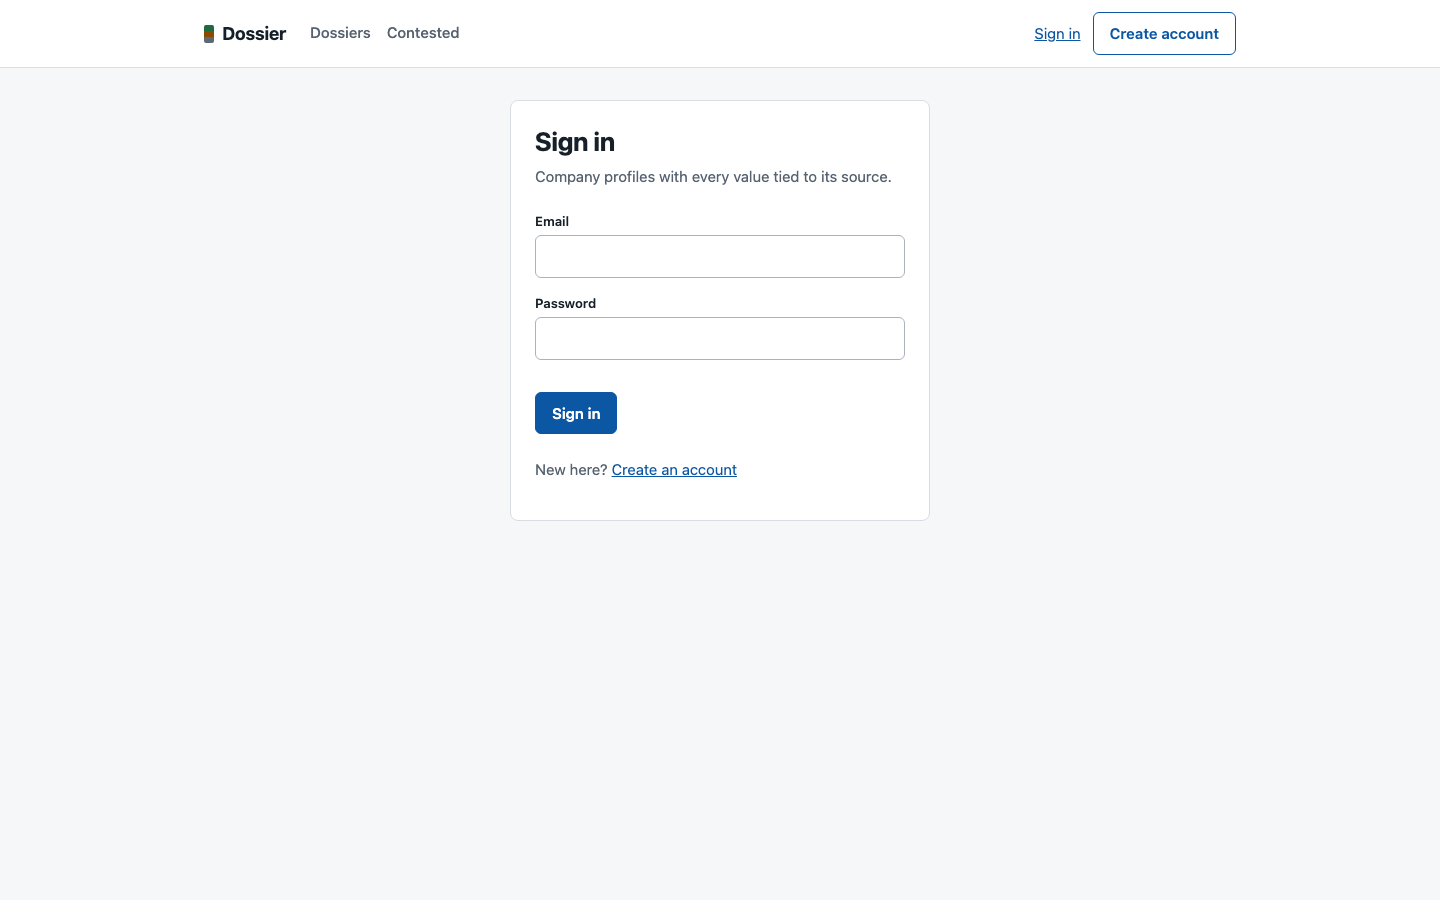 Dossier Dossiers Contested Sign in Create account
Sign in
Company profiles with every value tied to its source.
Email
Password
Sign in
New here? Create an account